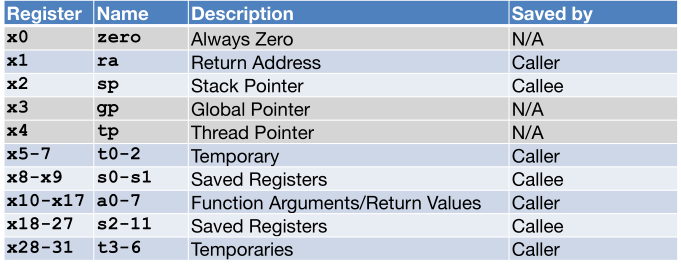 Register Name Description Saved by
x0 zero Always Zero N/A
x1 ra Return Address Caller
x2 sp Stack Pointer Callee
x3 gp Global Pointer N/A
x4 tp Thread Pointer N/A
x5-7 t0-2 Temporary Caller
x8-x9 s0-s1 Saved Registers Callee
x10-x17 a0-7 Function Arguments/Return Values Caller
x18-27 s2-11 Saved Registers Callee
x28-31 t3-6 Temporaries Caller